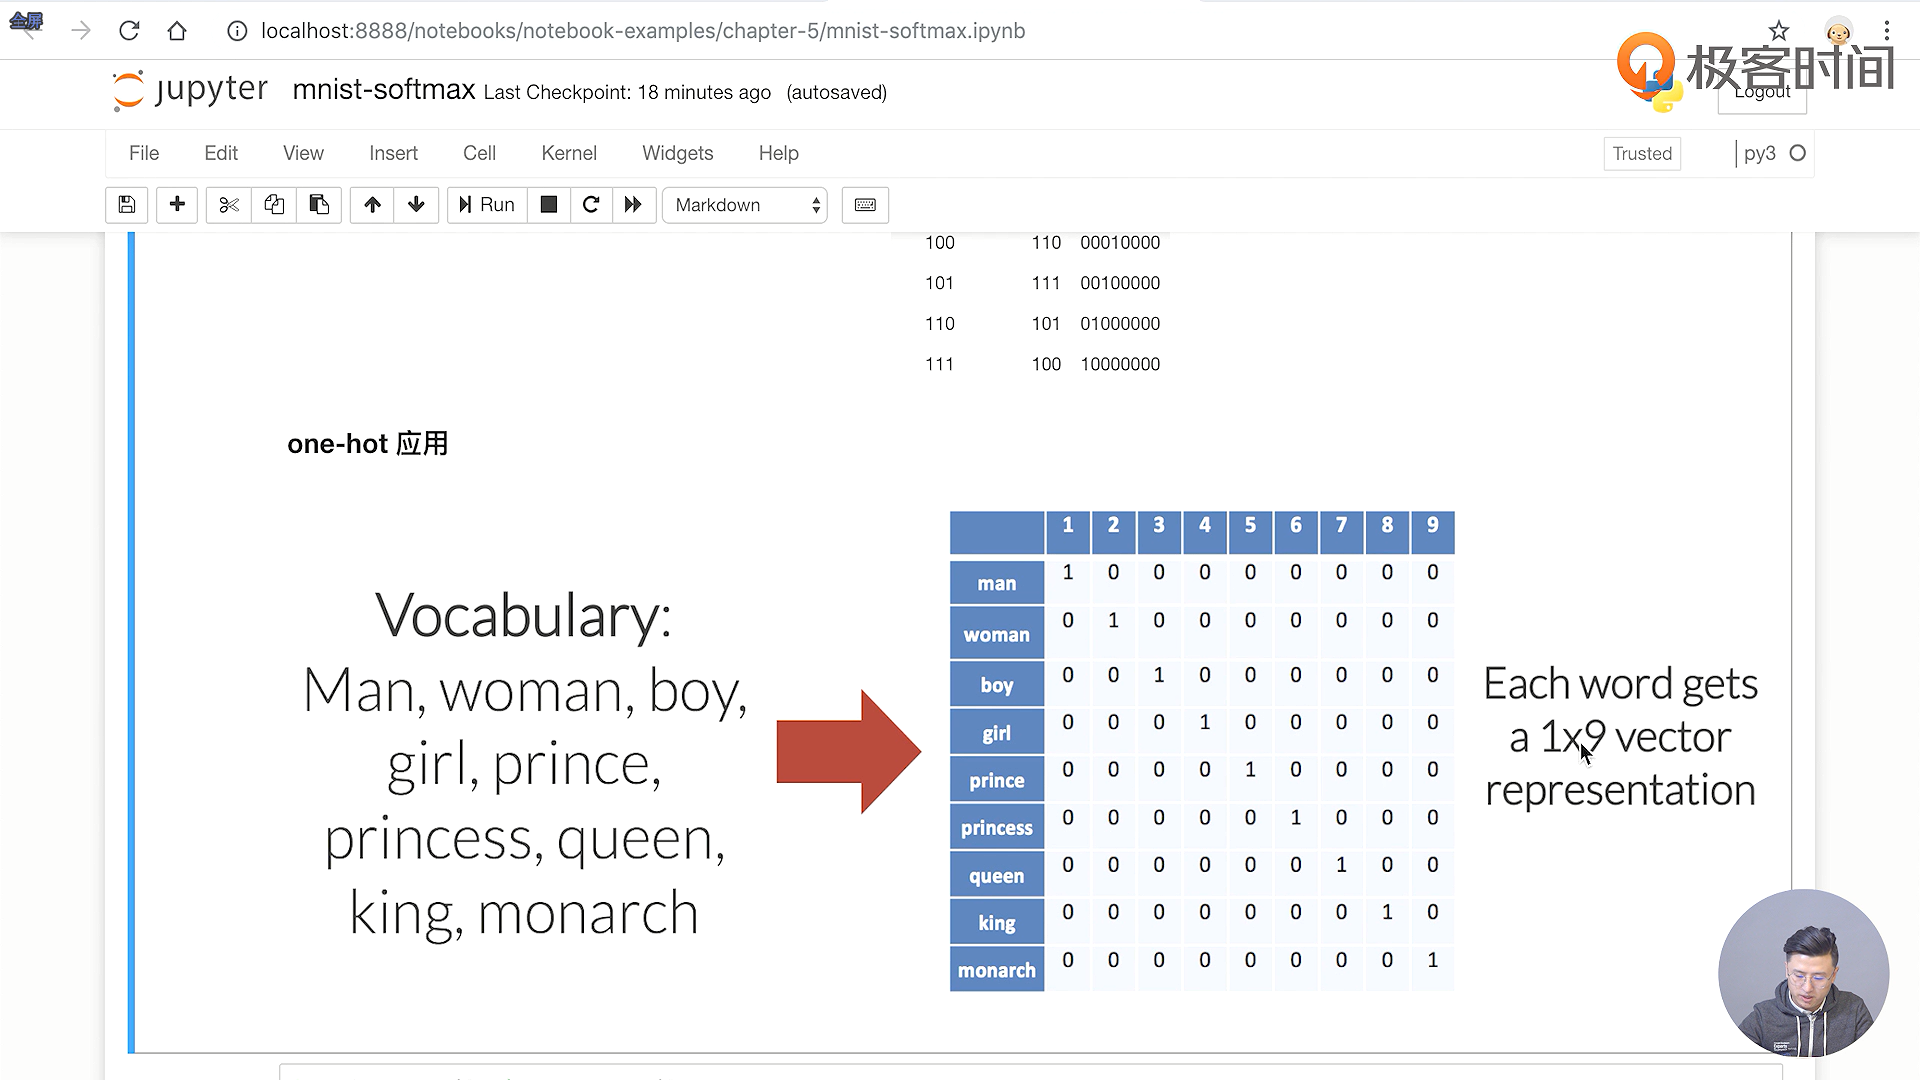 全屏
localhost:8888/notebooks/notebook-examples/chapter-5/mnist-softmax.ipynb
极客时间
jupyter mnist-softmax Last Checkpoint: 18 minutes ago (autosaved)
Logout
File Edit View Insert Cell Kernel Widgets Help Trusted py3
Run Markdown
100 110 00010000
101 111 00100000
110 101 01000000
111 100 10000000
one-hot 应用
Vocabulary:
Man, woman, boy,
girl, prince,
princess, queen,
king, monarch
1 2 3 4 5 6 7 8 9
man 1 0 0 0 0 0 0 0 0
woman 0 1 0 0 0 0 0 0 0
boy 0 0 1 0 0 0 0 0 0
girl 0 0 0 1 0 0 0 0 0
prince 0 0 0 0 1 0 0 0 0
princess 0 0 0 0 0 1 0 0 0
queen 0 0 0 0 0 0 1 0 0
king 0 0 0 0 0 0 0 1 0
monarch 0 0 0 0 0 0 0 0 1
Each word gets
a 1x9 vector
representation